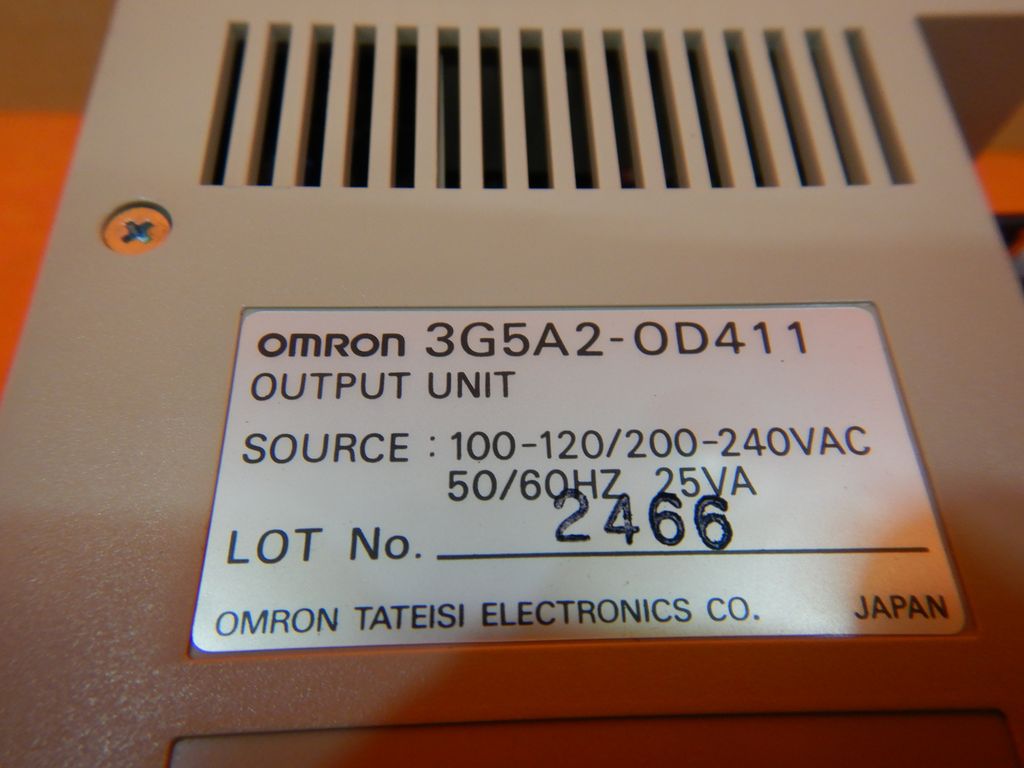 omron 3G5A2-OD411
OUTPUT UNIT
SOURCE : 100-120/200-240VAC
50/60HZ 25VA
LOT No. 2466
OMRON TATEISI ELECTRONICS CO. JAPAN